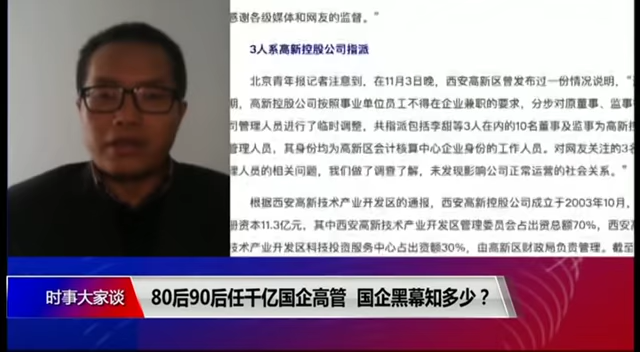 感谢各级媒体和网友的监督。”
3人系高新控股公司指派
北京青年报记者注意到，在11月3日晚，西安高新区曾发布过一份情况说明，“
期，高新控股公司按照事业单位员工不得在企业兼职的要求，分步对原董事、监事
司管理人员进行了临时调整，共指派包括李甜等3人在内的10名董事及监事为高新控
管理人员，其身份均为高新区会计核算中心企业身份的工作人员。对网友关注的3名
理人员的相关问题，我们做了调查了解，未发现影响公司正常运营的社会关系。”
根据西安高新技术产业开发区的通报，西安高新控股公司成立于2003年10月，
册资本11.3亿元，其中西安高新技术产业开发区管理委员会占出资总额70%，西安高
技术产业开发区科技投资服务中心占出资额30%，由高新区财政局负责管理。截至
时事大家谈
80后90后任千亿国企高管 国企黑幕知多少？